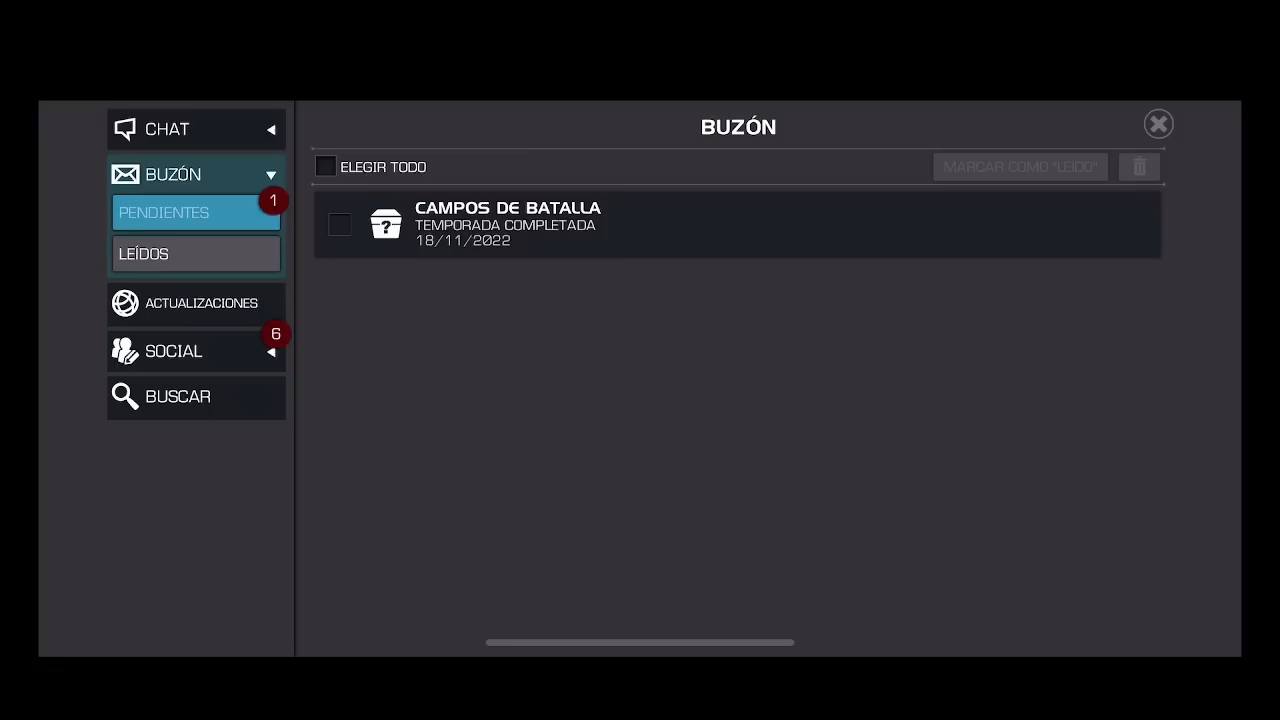 CHAT
BUZÓN
1
PENDIENTES
LEÍDOS
ACTUALIZACIONES
6
SOCIAL
BUSCAR
BUZÓN
ELEGIR TODO
MARCAR COMO "LEIDO"
?
CAMPOS DE BATALLA
TEMPORADA COMPLETADA
18/11/2022